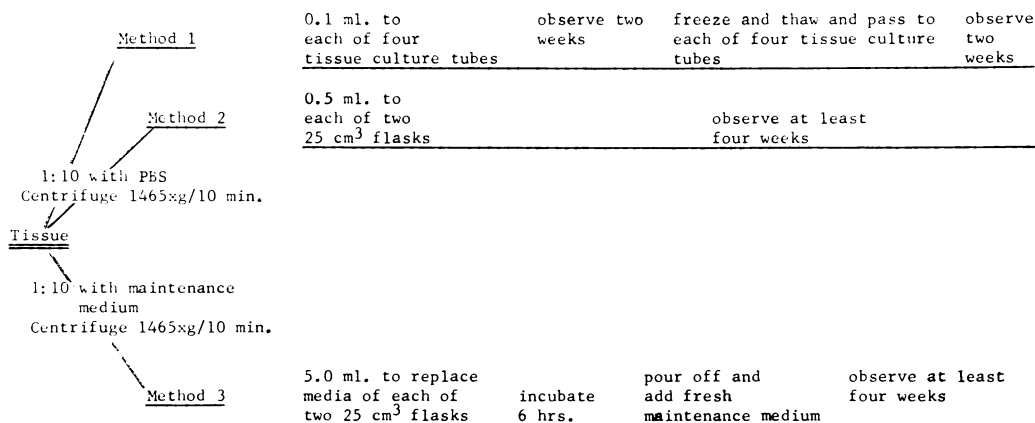 Method 1
0.1 ml. to observe two freeze and thaw and pass to observe
each of four weeks each of four tissue culture two
tissue culture tubes tubes weeks
Method 2
0.5 ml. to
each of two observe at least
25 cm³ flasks four weeks
1:10 with PBS
Centrifuge 1465xg/10 min.
Tissue
1:10 with maintenance
medium
Centrifuge 1465xg/10 min.
Method 3
5.0 ml. to replace pour off and observe at least
media of each of incubate add fresh four weeks
two 25 cm³ flasks 6 hrs. maintenance medium